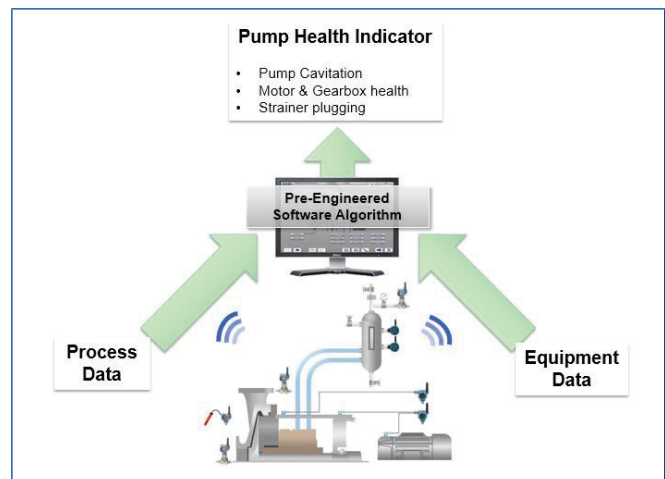 Pump Health Indicator
• Pump Cavitation
• Motor & Gearbox health
• Strainer plugging
Pre-Engineered
Software Algorithm
Process
Data
Equipment
Data